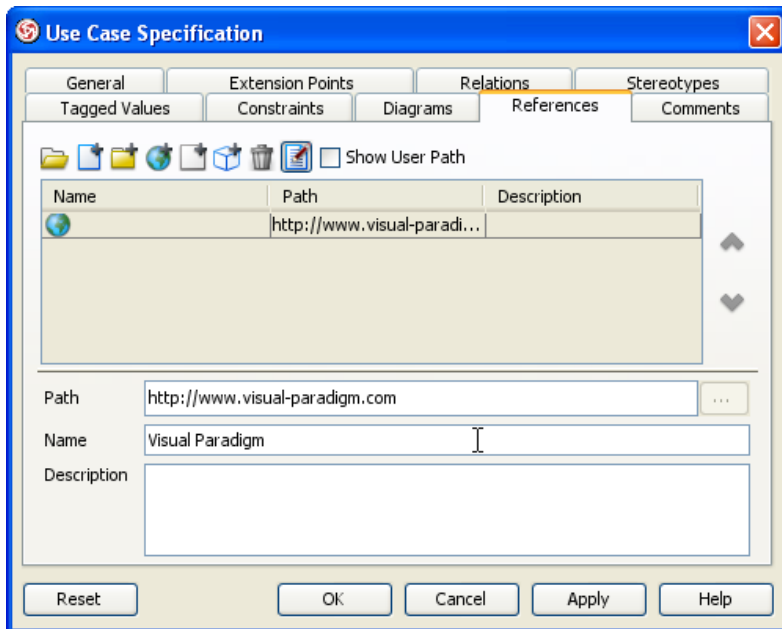 Use Case Specification
General Extension Points Relations Stereotypes
Tagged Values Constraints Diagrams References Comments
Show User Path
Name Path Description
http://www.visual-paradi...
Path http://www.visual-paradigm.com ...
Name Visual Paradigm
Description
Reset OK Cancel Apply Help